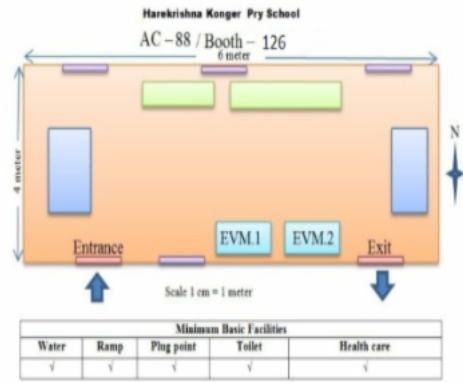 Harekrishna Konger Pry School
AC – 88 / Booth – 126
6 meter
4 meter
N
EVM.1 EVM.2
Entrance Exit
Scale 1 cm = 1 meter
Minimum Basic Facilities
Water Ramp Plug point Toilet Health care
√ √ √ √ √